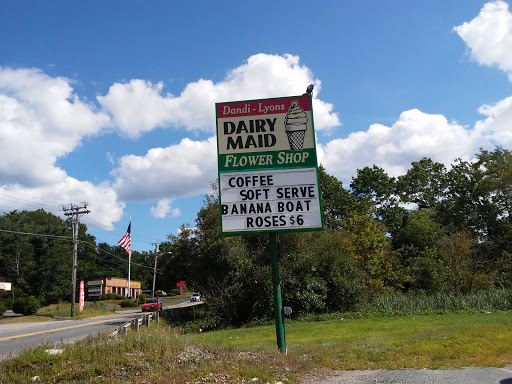 Dandi - Lyons
DAIRY
MAID
FLOWER SHOP
COFFEE
SOFT SERVE
BANANA BOAT
ROSES $6